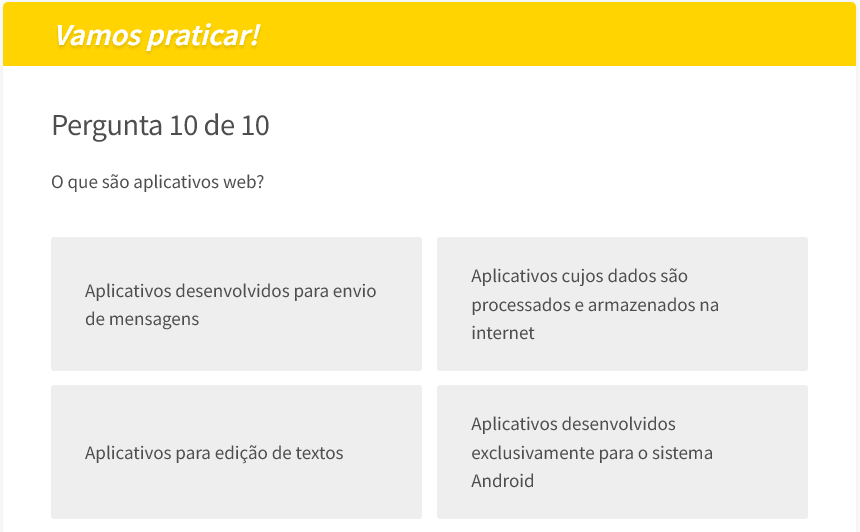 Vamos praticar!
Pergunta 10 de 10
O que são aplicativos web?
Aplicativos desenvolvidos para envio
de mensagens
Aplicativos cujos dados são
processados e armazenados na
internet
Aplicativos para edição de textos
Aplicativos desenvolvidos
exclusivamente para o sistema
Android